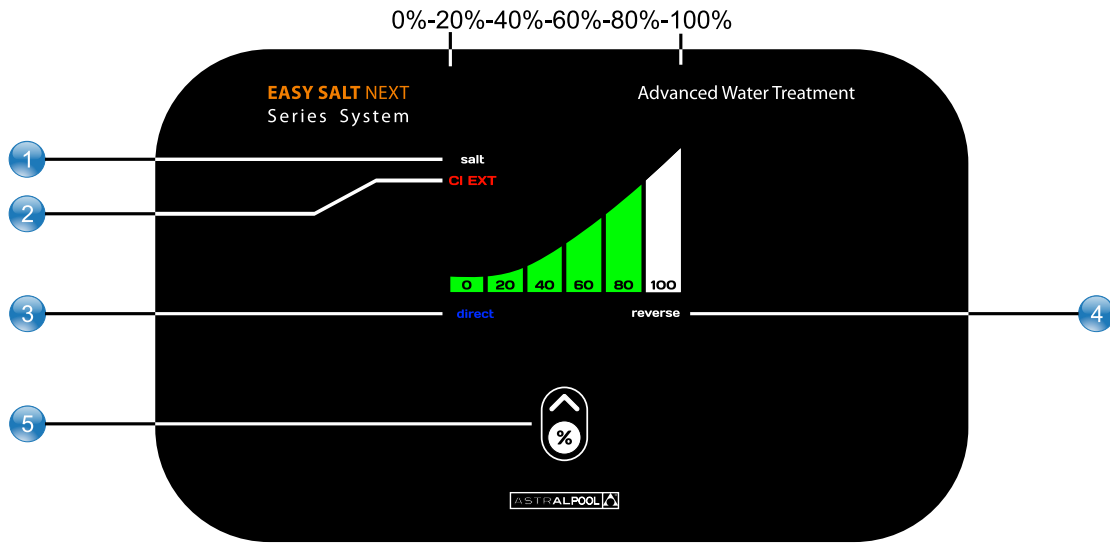 0%-20%-40%-60%-80%-100%
EASY SALT NEXT
Series System
Advanced Water Treatment
1
salt
CI EXT
2
0 20 40 60 80 100
3
direct
reverse
4
5
%
ASTRALPOOL